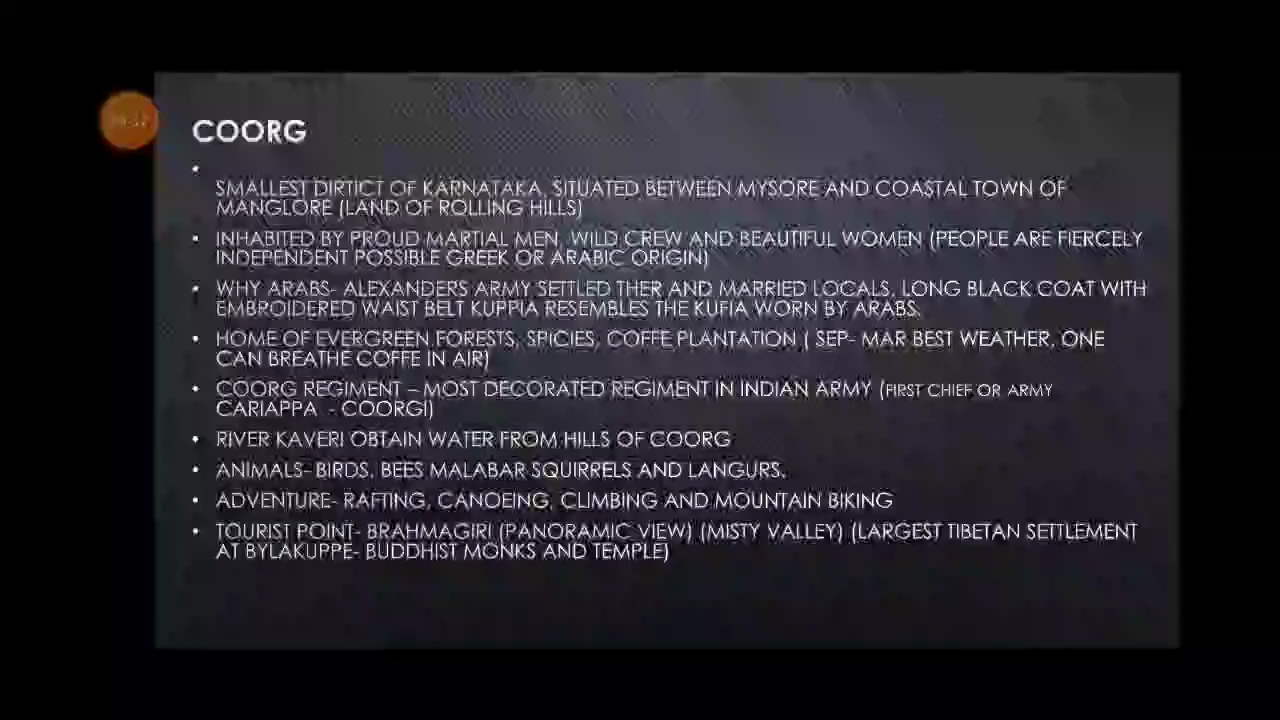 COORG
•
SMALLEST DIRTICT OF KARNATAKA, SITUATED BETWEEN MYSORE AND COASTAL TOWN OF
MANGLORE (LAND OF ROLLING HILLS)
• INHABITED BY PROUD MARTIAL MEN, WILD CREW AND BEAUTIFUL WOMEN (PEOPLE ARE FIERCELY
INDEPENDENT POSSIBLE GREEK OR ARABIC ORIGIN)
• WHY ARABS- ALEXANDERS ARMY SETTLED THER AND MARRIED LOCALS, LONG BLACK COAT WITH
EMBROIDERED WAIST BELT KUPPIA RESEMBLES THE KUFIA WORN BY ARABS.
• HOME OF EVERGREEN FORESTS, SPICIES, COFFE PLANTATION ( SEP- MAR BEST WEATHER, ONE
CAN BREATHE COFFE IN AIR)
• COORG REGIMENT – MOST DECORATED REGIMENT IN INDIAN ARMY (FIRST CHIEF OR ARMY
CARIAPPA - COORGI)
• RIVER KAVERI OBTAIN WATER FROM HILLS OF COORG
• ANIMALS- BIRDS, BEES MALABAR SQUIRRELS AND LANGURS.
• ADVENTURE- RAFTING, CANOEING, CLIMBING AND MOUNTAIN BIKING
• TOURIST POINT- BRAHMAGIRI (PANORAMIC VIEW) (MISTY VALLEY) (LARGEST TIBETAN SETTLEMENT
AT BYLAKUPPE- BUDDHIST MONKS AND TEMPLE)